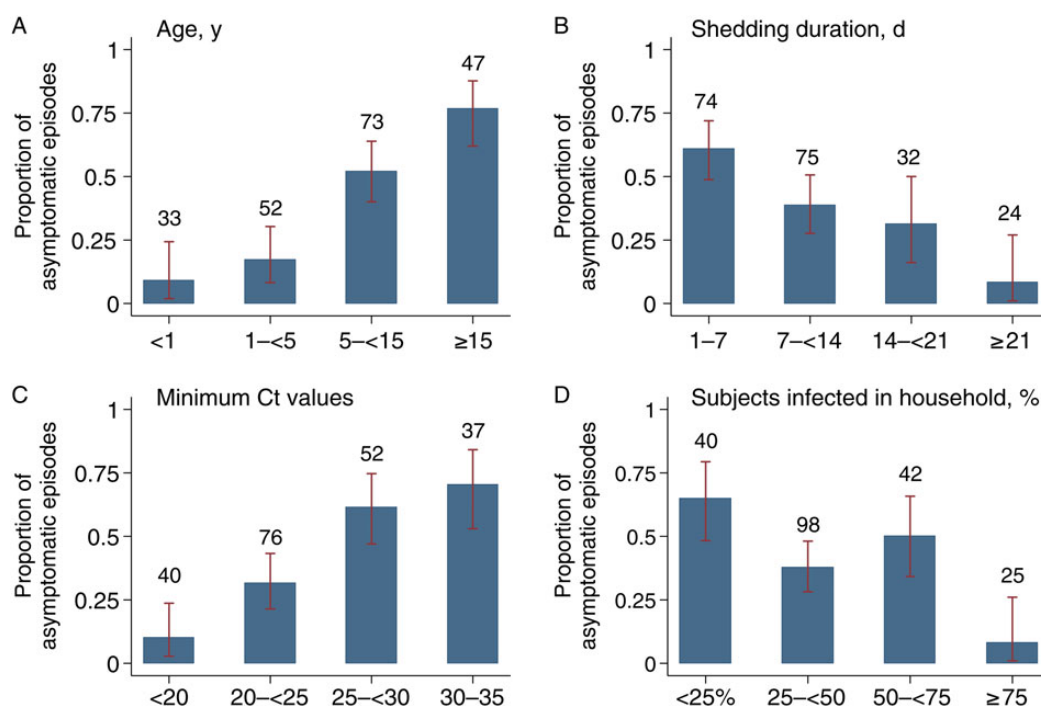 A Age, y
Proportion of
asymptomatic episodes
1
0.75
0.5
0.25
0
33
52
73
47
<1 1–<5 5–<15 ≥15
B Shedding duration, d
Proportion of
asymptomatic episodes
1
0.75
0.5
0.25
0
74
75
32
24
1–7 7–<14 14–<21 ≥21
C Minimum Ct values
Proportion of
asymptomatic episodes
1
0.75
0.5
0.25
0
40
76
52
37
<20 20–<25 25–<30 30–35
D Subjects infected in household, %
Proportion of
asymptomatic episodes
1
0.75
0.5
0.25
0
40
98
42
25
<25% 25–<50 50–<75 ≥75